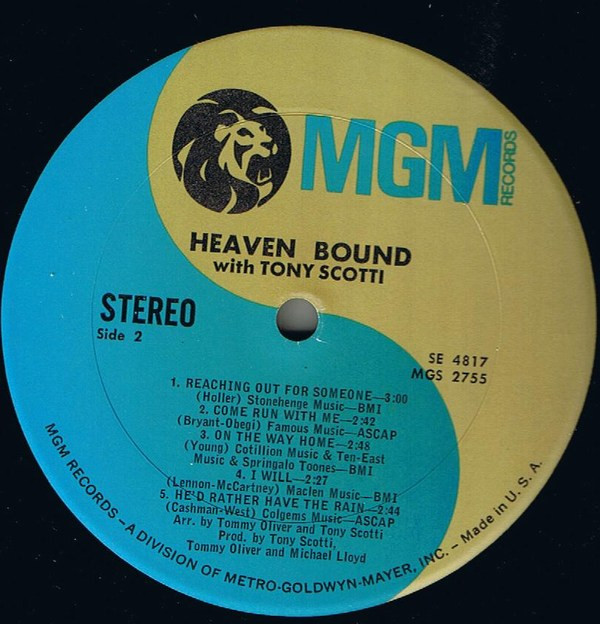 MGM
RECORDS
HEAVEN BOUND
with TONY SCOTTI
STEREO
Side 2
SE 4817
MGS 2755
1. REACHING OUT FOR SOMEONE—3:00
(Holler) Stonehenge Music—BMI
2. COME RUN WITH ME—2:42
(Bryant-Obegi) Famous Music—ASCAP
3. ON THE WAY HOME—2:48
(Young) Cotillion Music & Ten-East
Music & Springalo Toones—BMI
4. I WILL—2:27
(Lennon-McCartney) Maclen Music—BMI
5. HE'D RATHER HAVE THE RAIN—2:44
(Cashman-West) Colgems Music—ASCAP
Arr. by Tommy Oliver and Tony Scotti
Prod. by Tony Scotti,
Tommy Oliver and Michael Lloyd
MGM RECORDS – A DIVISION OF METRO-GOLDWYN-MAYER, INC. – Made in U. S. A.